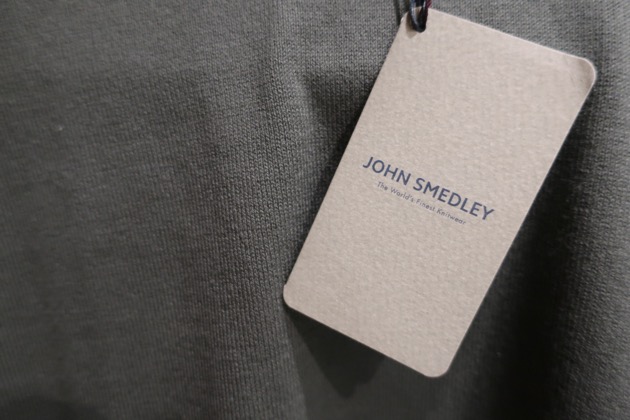 JOHN SMEDLEY
The World's Finest Knitwear